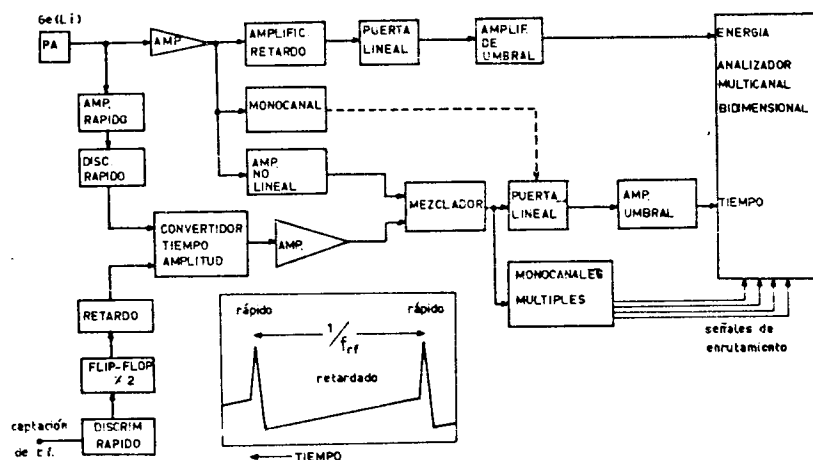 Ge(Li)
PA
AMP
AMPLIFIC.
RETARDO
PUERTA
LINEAL
AMPLIF.
DE
UMBRAL
ENERGIA
ANALIZADOR
MULTICANAL
BIDIMENSIONAL
TIEMPO
AMP.
RAPIDO
MONOCANAL
DISC.
RAPIDO
AMP.
NO
LINEAL
MEZCLADOR
PUERTA
LINEAL
AMP.
UMBRAL
CONVERTIDOR
TIEMPO
AMPLITUD
AMP.
MONOCANALES
MULTIPLES
señales de
enrutamiento
RETARDO
FLIP-FLOP
DISCRIM
RAPIDO
captación
de r.f.
rápido
rápido
1/f_rf
retardado
TIEMPO